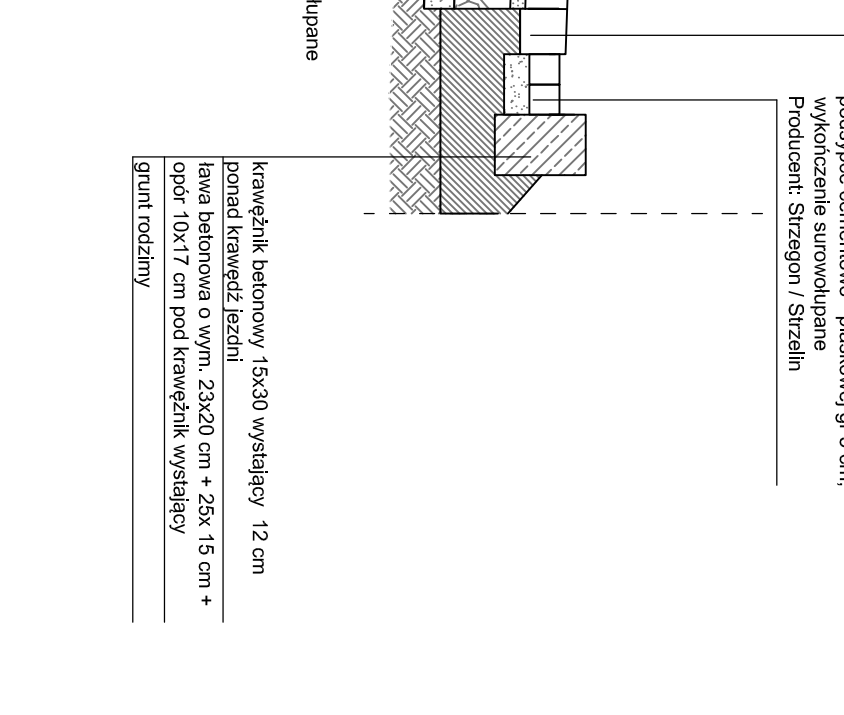 wykończenie surowołupane
Producent: Strzegon / Strzelin
krawężnik betonowy 15x30 wystający 12 cm
ponad krawędź jezdni
ława betonowa o wym. 23x20 cm + 25x 15 cm +
opór 10x17 cm pod krawężnik wystający
grunt rodzimy